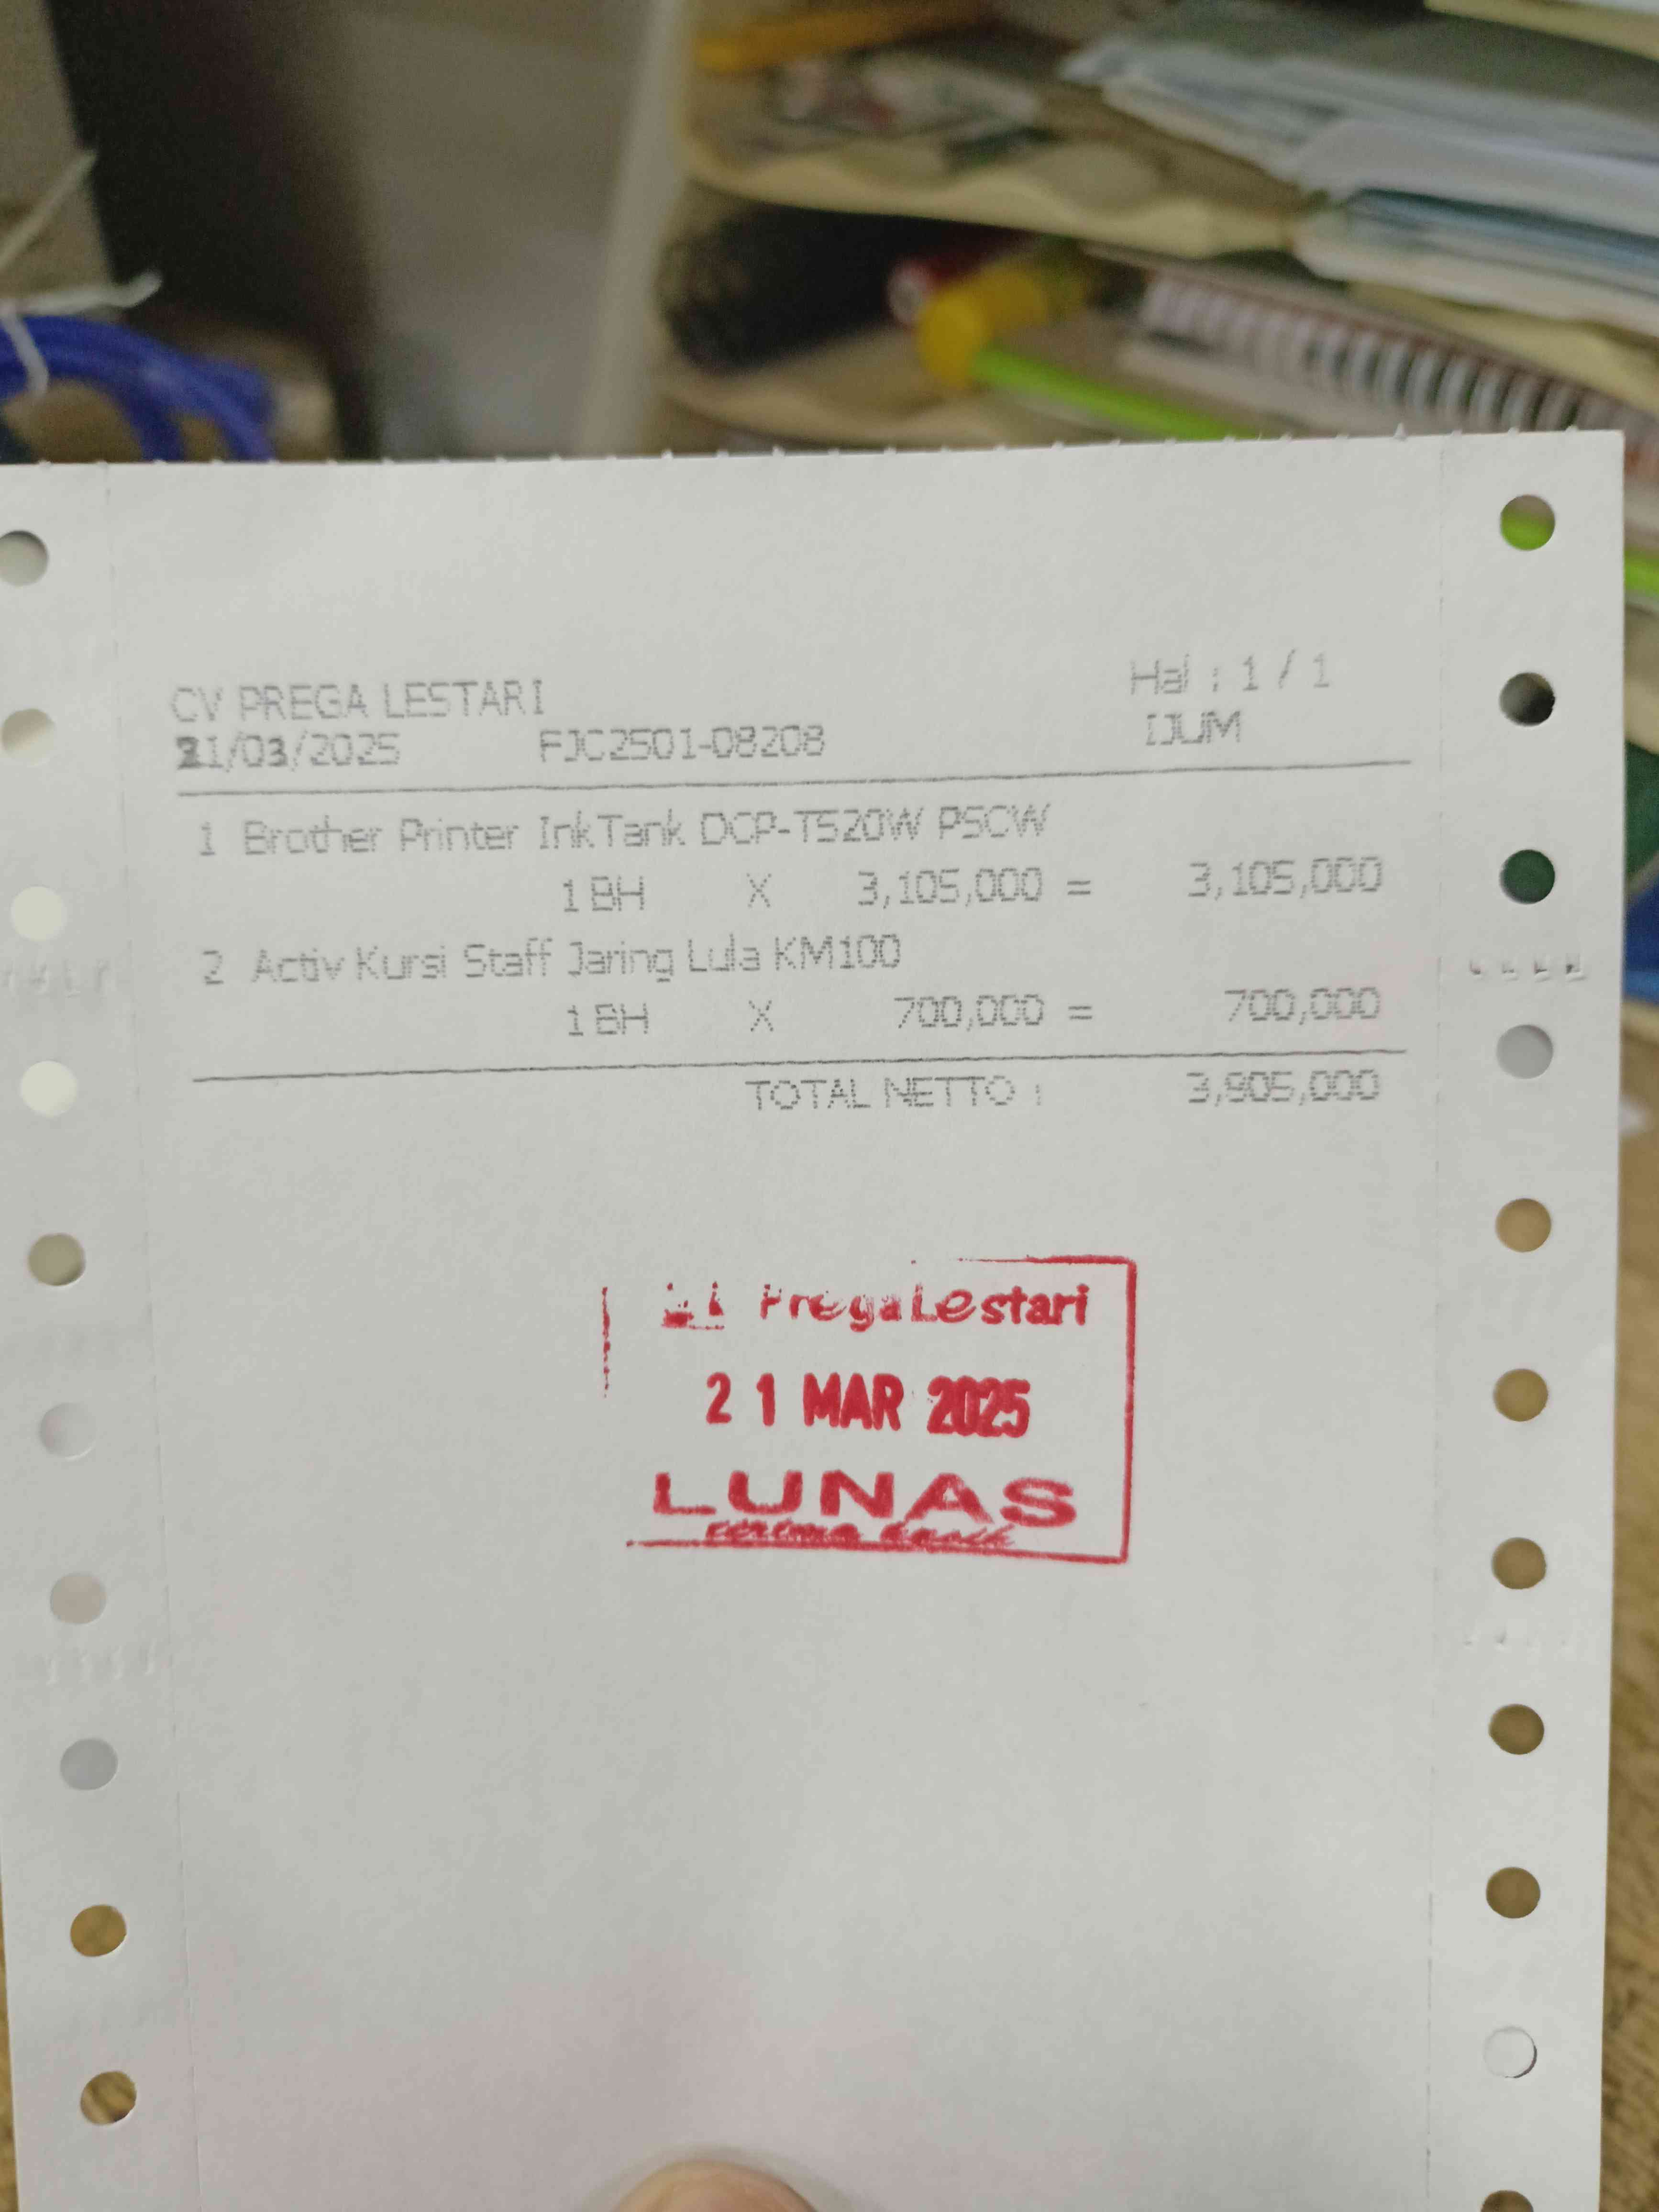 CV PREGA LESTARI Hal : 1 / 1
21/03/2025 FJC2501-08208 IJUM
1 Brother Printer InkTank DCP-T520W PSCW
1 BH X 3,105,000 = 3,105,000
2 Activ Kursi Staff Jaring Lula KM100
1 BH X 700,000 = 700,000
TOTAL NETTO : 3,805,000
PregaLestari
21 MAR 2025
LUNAS